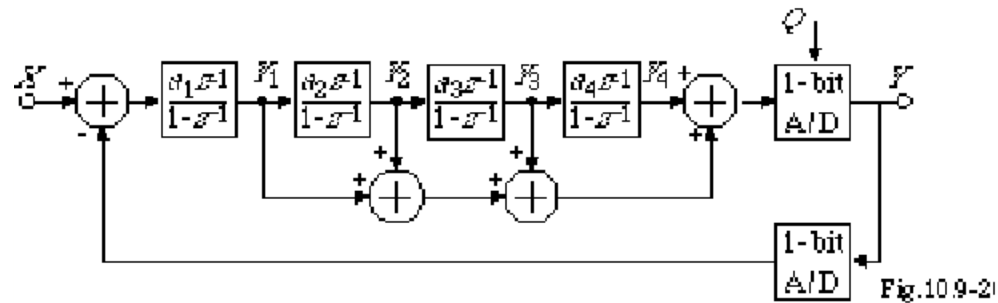 Q
X + Y1 Y2 Y3 Y4 + Y
a1z-1 a2z-1 a3z-1 a4z-1
1-z-1 1-z-1 1-z-1 1-z-1
1-bit
A/D
-
+ + +
+ +
1-bit
A/D
Fig.10.9-2